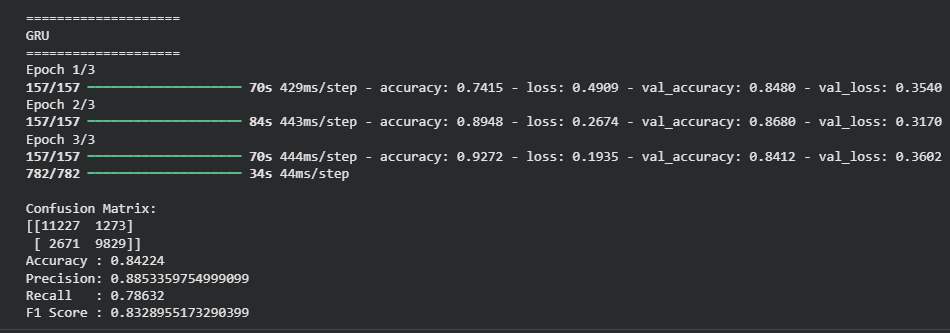 ====================
GRU
====================
Epoch 1/3
157/157 ━━━━━━━━━━━━━━━━━━━━ 70s 429ms/step - accuracy: 0.7415 - loss: 0.4909 - val_accuracy: 0.8480 - val_loss: 0.3540
Epoch 2/3
157/157 ━━━━━━━━━━━━━━━━━━━━ 84s 443ms/step - accuracy: 0.8948 - loss: 0.2674 - val_accuracy: 0.8680 - val_loss: 0.3170
Epoch 3/3
157/157 ━━━━━━━━━━━━━━━━━━━━ 70s 444ms/step - accuracy: 0.9272 - loss: 0.1935 - val_accuracy: 0.8412 - val_loss: 0.3602
782/782 ━━━━━━━━━━━━━━━━━━━━ 34s 44ms/step
Confusion Matrix:
[[11227  1273]
 [ 2671  9829]]
Accuracy : 0.84224
Precision: 0.8853359754999099
Recall   : 0.78632
F1 Score : 0.8328955173290399